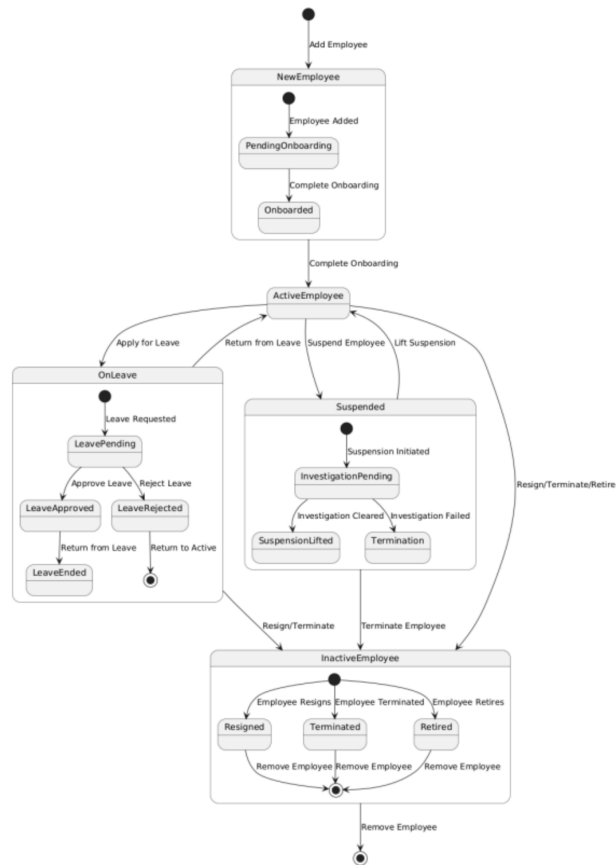 Add Employee
NewEmployee
Employee Added
PendingOnboarding
Complete Onboarding
Onboarded
Complete Onboarding
ActiveEmployee
Apply for Leave
Return from Leave
Suspend Employee
Lift Suspension
Resign/Terminate/Retire
OnLeave
Leave Requested
LeavePending
Approve Leave
Reject Leave
LeaveApproved
LeaveRejected
Return from Leave
Return to Active
LeaveEnded
Suspended
Suspension Initiated
InvestigationPending
Investigation Cleared
Investigation Failed
SuspensionLifted
Termination
Resign/Terminate
Terminate Employee
InactiveEmployee
Employee Resigns
Employee Terminated
Employee Retires
Resigned
Terminated
Retired
Remove Employee
Remove Employee
Remove Employee
Remove Employee